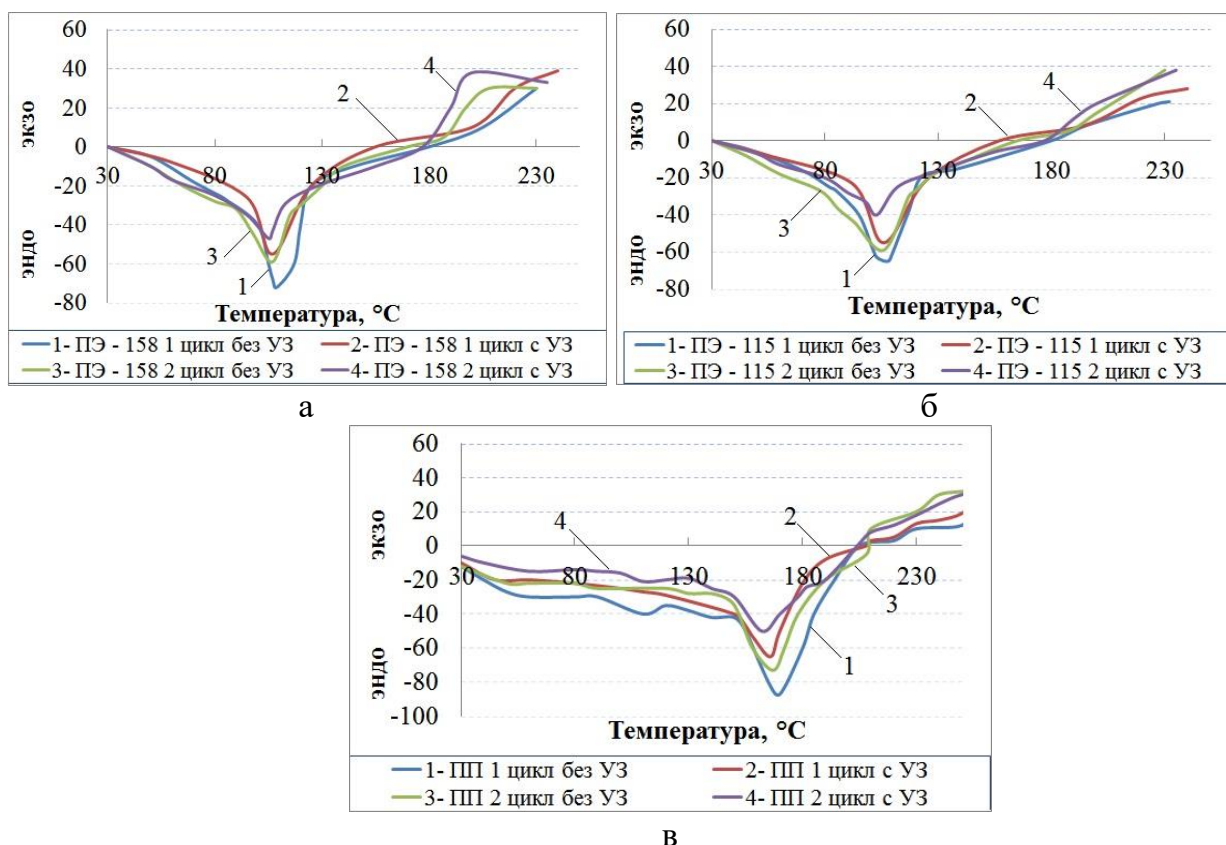 60
40
20
0
-20
-40
-60
-80
экзо
эндо
30
80
130
180
230
1
2
3
4
Температура, °С
1- ПЭ - 158 1 цикл без УЗ
2- ПЭ - 158 1 цикл с УЗ
3- ПЭ - 158 2 цикл без УЗ
4- ПЭ - 158 2 цикл с УЗ
а
60
40
20
0
-20
-40
-60
-80
экзо
эндо
30
80
130
180
230
1
2
3
4
Температура, °С
1- ПЭ - 115 1 цикл без УЗ
2- ПЭ - 115 1 цикл с УЗ
3- ПЭ - 115 2 цикл без УЗ
4- ПЭ - 115 2 цикл с УЗ
б
60
40
20
0
-20
-40
-60
-80
-100
экзо
эндо
30
80
130
180
230
4
2
3
1
Температура, °С
1- ПП 1 цикл без УЗ
2- ПП 1 цикл с УЗ
3- ПП 2 цикл без УЗ
4- ПП 2 цикл с УЗ
в